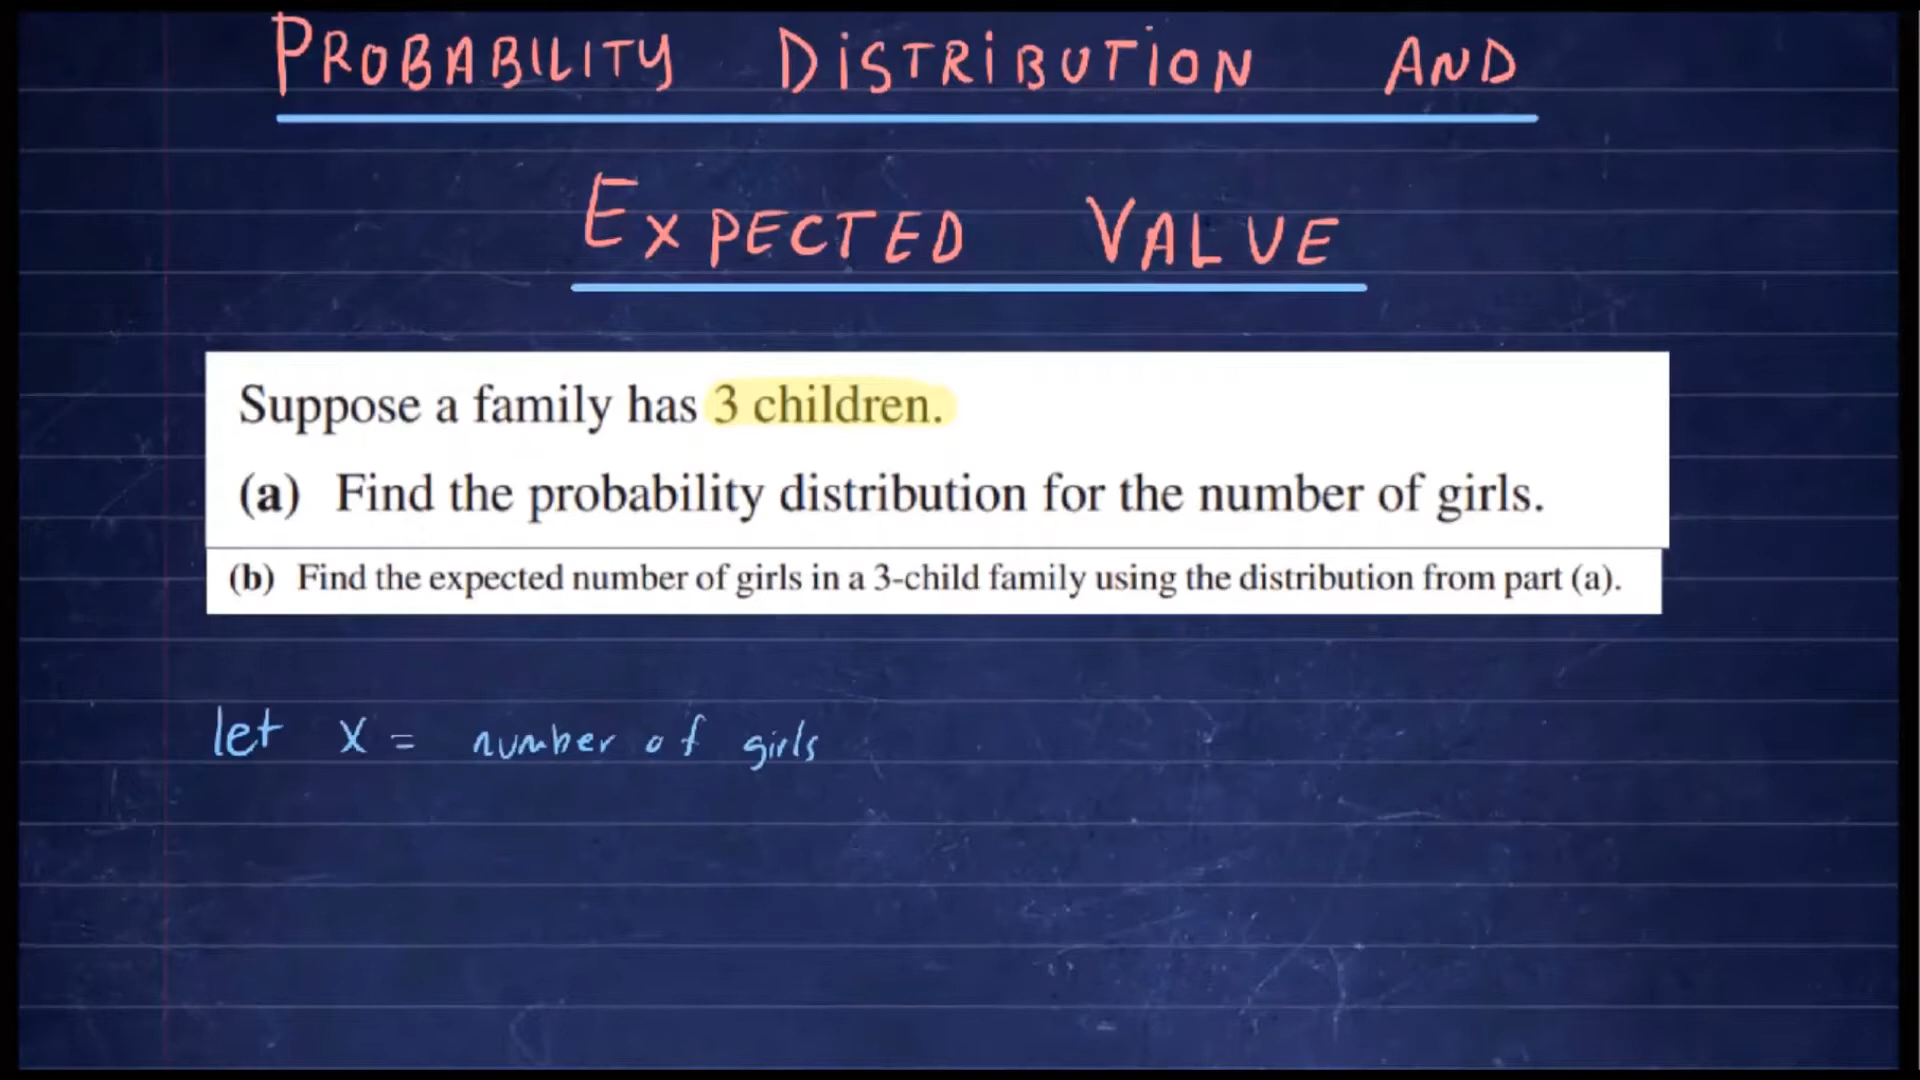 PROBABILITY DISTRIBUTION AND
EXPECTED VALUE
Suppose a family has 3 children.
(a) Find the probability distribution for the number of girls.
(b) Find the expected number of girls in a 3-child family using the distribution from part (a).
let x = number of girls